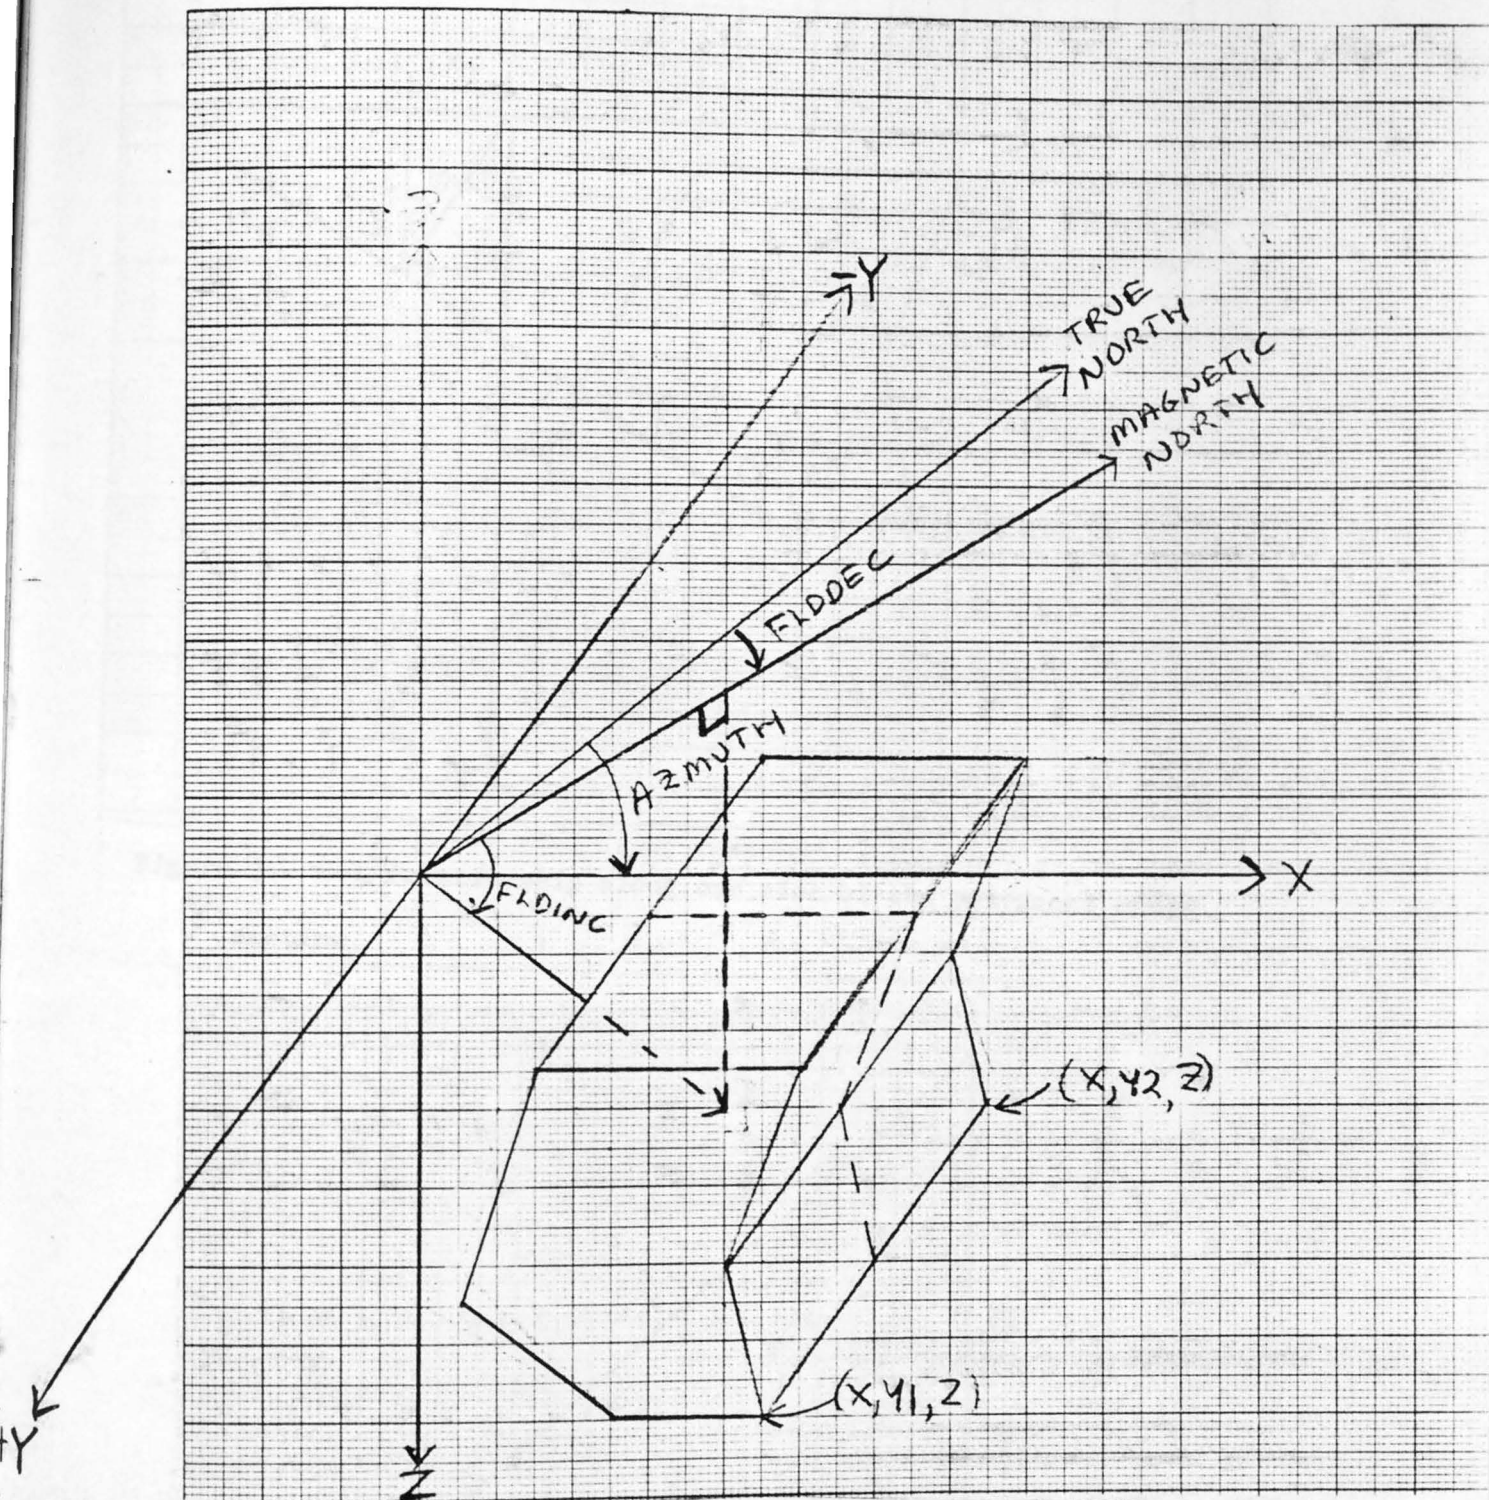 -Y
TRUE
NORTH
MAGNETIC
NORTH
FLDDEC
AZMUTH
X
FLDINC
(X,Y2,Z)
(X,Y1,Z)
+Y
Z